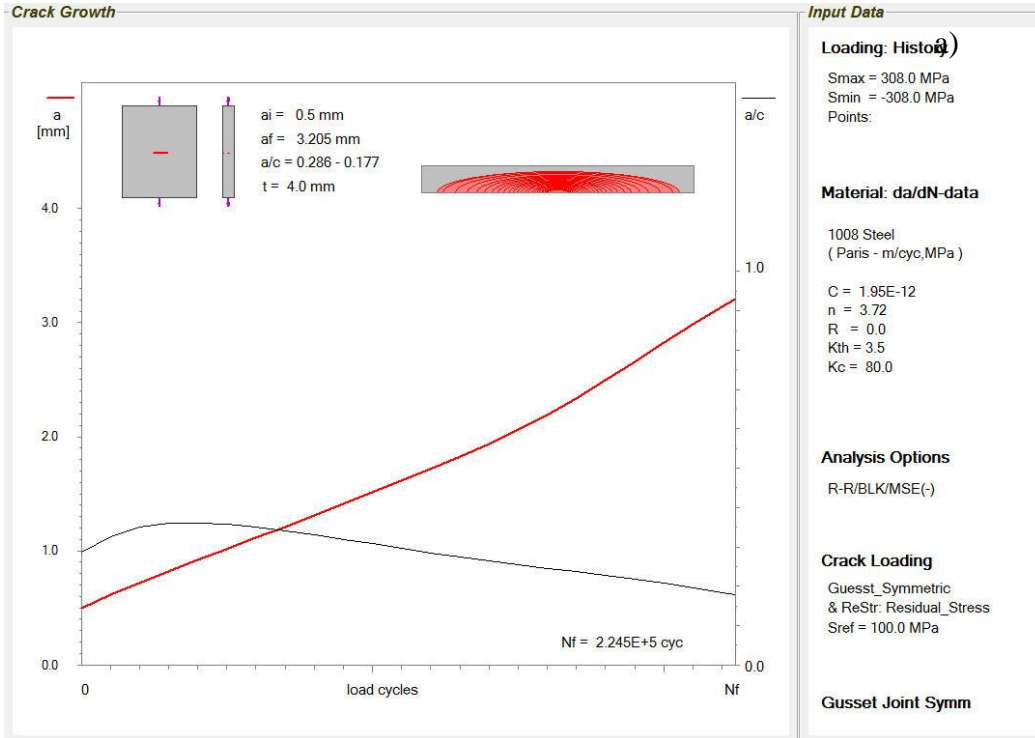 Crack Growth
a
[mm]
ai = 0.5 mm
af = 3.205 mm
a/c = 0.286 - 0.177
t = 4.0 mm
a/c
4.0
3.0
2.0
1.0
0.0
1.0
0.0
Nf = 2.245E+5 cyc
0
load cycles
Nf
Input Data
Loading: History
a)
Smax = 308.0 MPa
Smin = -308.0 MPa
Points:
Material: da/dN-data
1008 Steel
( Paris - m/cyc,MPa )
C = 1.95E-12
n = 3.72
R = 0.0
Kth = 3.5
Kc = 80.0
Analysis Options
R-R/BLK/MSE(-)
Crack Loading
Guesst_Symmetric
& ReStr: Residual_Stress
Sref = 100.0 MPa
Gusset Joint Symm